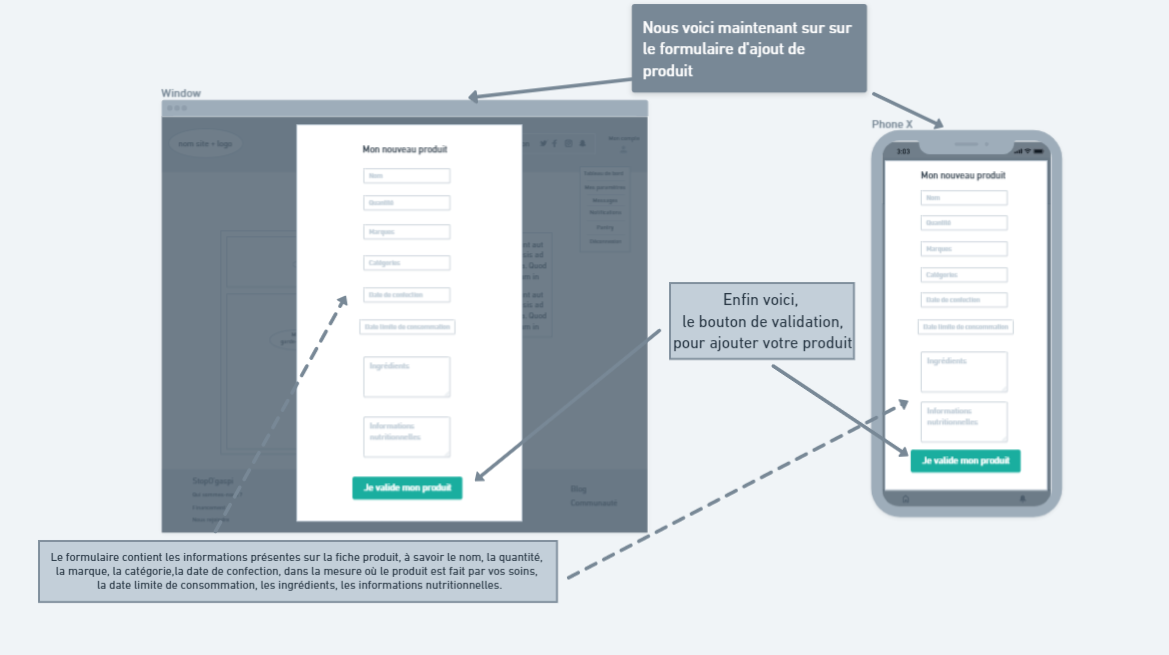 Nous voici maintenant sur sur
le formulaire d'ajout de
produit
Window
Phone X
nom site + logo
Mon compte
Tableau de bord
Mes paramètres
Messages
Notifications
Déconnexion
Mon nouveau produit
Nom
Quantité
Marques
Catégories
Date de confection
Date limite de consommation
Ingrédients
Informations
nutritionnelles
Je valide mon produit
Blog
Communauté
3:03
Mon nouveau produit
Nom
Quantité
Marques
Catégories
Date de confection
Date limite de consommation
Ingrédients
Informations
nutritionnelles
Je valide mon produit
Enfin voici,
le bouton de validation,
pour ajouter votre produit
Le formulaire contient les informations présentes sur la fiche produit, à savoir le nom, la quantité,
la marque, la catégorie,la date de confection, dans la mesure où le produit est fait par vos soins,
la date limite de consommation, les ingrédients, les informations nutritionnelles.